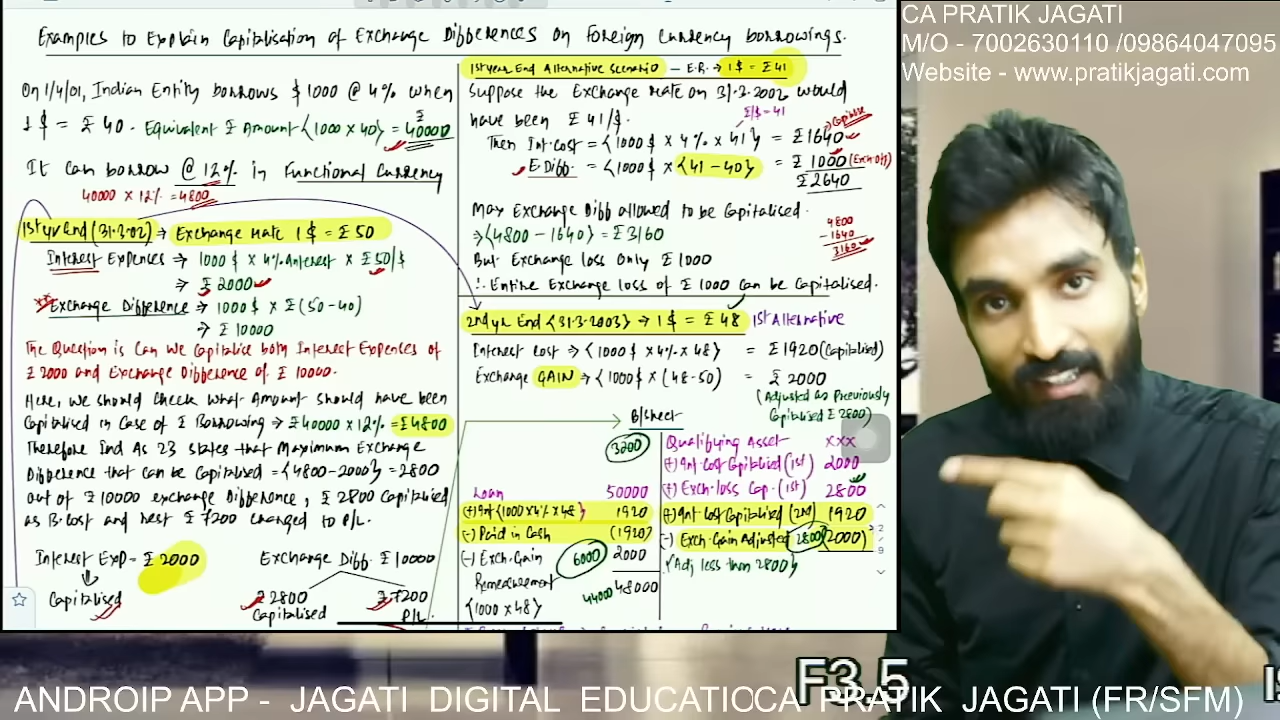 Examples to Explain Capitalisation of Exchange Differences on Foreign Currency borrowings.
On 1/4/01, Indian Entity borrows $1000 @ 4% when
1 $ = ₹ 40. Equivalent ₹ Amount (1000 × 40) = 40000
It can borrow @ 12% in Functional Currency
40000 × 12% = 4800
1st yr End (31.3.02) → Exchange Rate 1 $ = ₹ 50
Interest Expenses → 1000 $ × 4% Interest × ₹ 50/$
⇒ ₹ 2000
Exchange Difference → 1000 $ × ₹ (50-40)
⇒ ₹ 10000
The Question is Can We Capitalise both Interest Expenses of
₹ 2000 and Exchange Difference of ₹ 10000.
Here, we should Check what Amount should have been
Capitalised in Case of ₹ Borrowing → ₹ 40000 × 12% = ₹ 4800
Therefore Ind As 23 states that Maximum Exchange
Difference that can be Capitalised = (4800-2000) = 2800
out of ₹ 10000 exchange Difference, ₹ 2800 Capitalised
as B.Cost and Rest ₹ 7200 Charged to P/L.
Interest Exp = ₹ 2000
Capitalised
Exchange Diff. ₹ 10000
₹ 2800 ₹ 7200
Capitalised P/L.
1st year End Alternative Scenario – E.R. → 1 $ = ₹ 41
Suppose the Exchange Rate on 31.3.2002 would
have been ₹ 41/$.
₹/$ = 41
Then Int. Cost = (1000 $ × 4% × 41) = ₹ 1640
Capitalise
E.Diff. = (1000 $ × (41-40) = ₹ 1000 (Exch diff)
₹ 2640
Max Exchange Diff allowed to be Capitalised.
⇒ (4800 - 1640) = ₹ 3160
4800
- 1640
3160
But Exchange loss only ₹ 1000
∴ Entire Exchange loss of ₹ 1000 can be Capitalised.
2nd yr End (31.3.2003) → 1 $ = ₹ 48 1st Alternative
Interest Cost → (1000 $ × 4% × 48) = ₹ 1920 (Capitalised)
Exchange GAIN → (1000 $ × (48-50) = ₹ 2000
(Adjusted as Previously
Capitalised ₹ 2800)
B/Sheet
3200
Loan 50000
(+) Int (1000 × 4% × 48) 1920
(-) Paid in Cash (1920)
(-) Exch. Gain 6000 2000
Remeasurement 44000 48000
(1000 × 48)
Qualifying Asset xxx
(+) Int Cost Capitalised (1st) 2000
(+) Exch. loss Cap. (1st) 2800
(+) Int Cost Capitalised (2nd) 1920
(-) Exch. Gain Adjusted 2800 (2000)
(Adj less than 2800)
CA PRATIK JAGATI
M/O - 7002630110 /09864047095
Website - www.pratikjagati.com
F3.5
ANDROIP APP - JAGATI DIGITAL EDUCATIO
CA PRATIK JAGATI (FR/SFM)